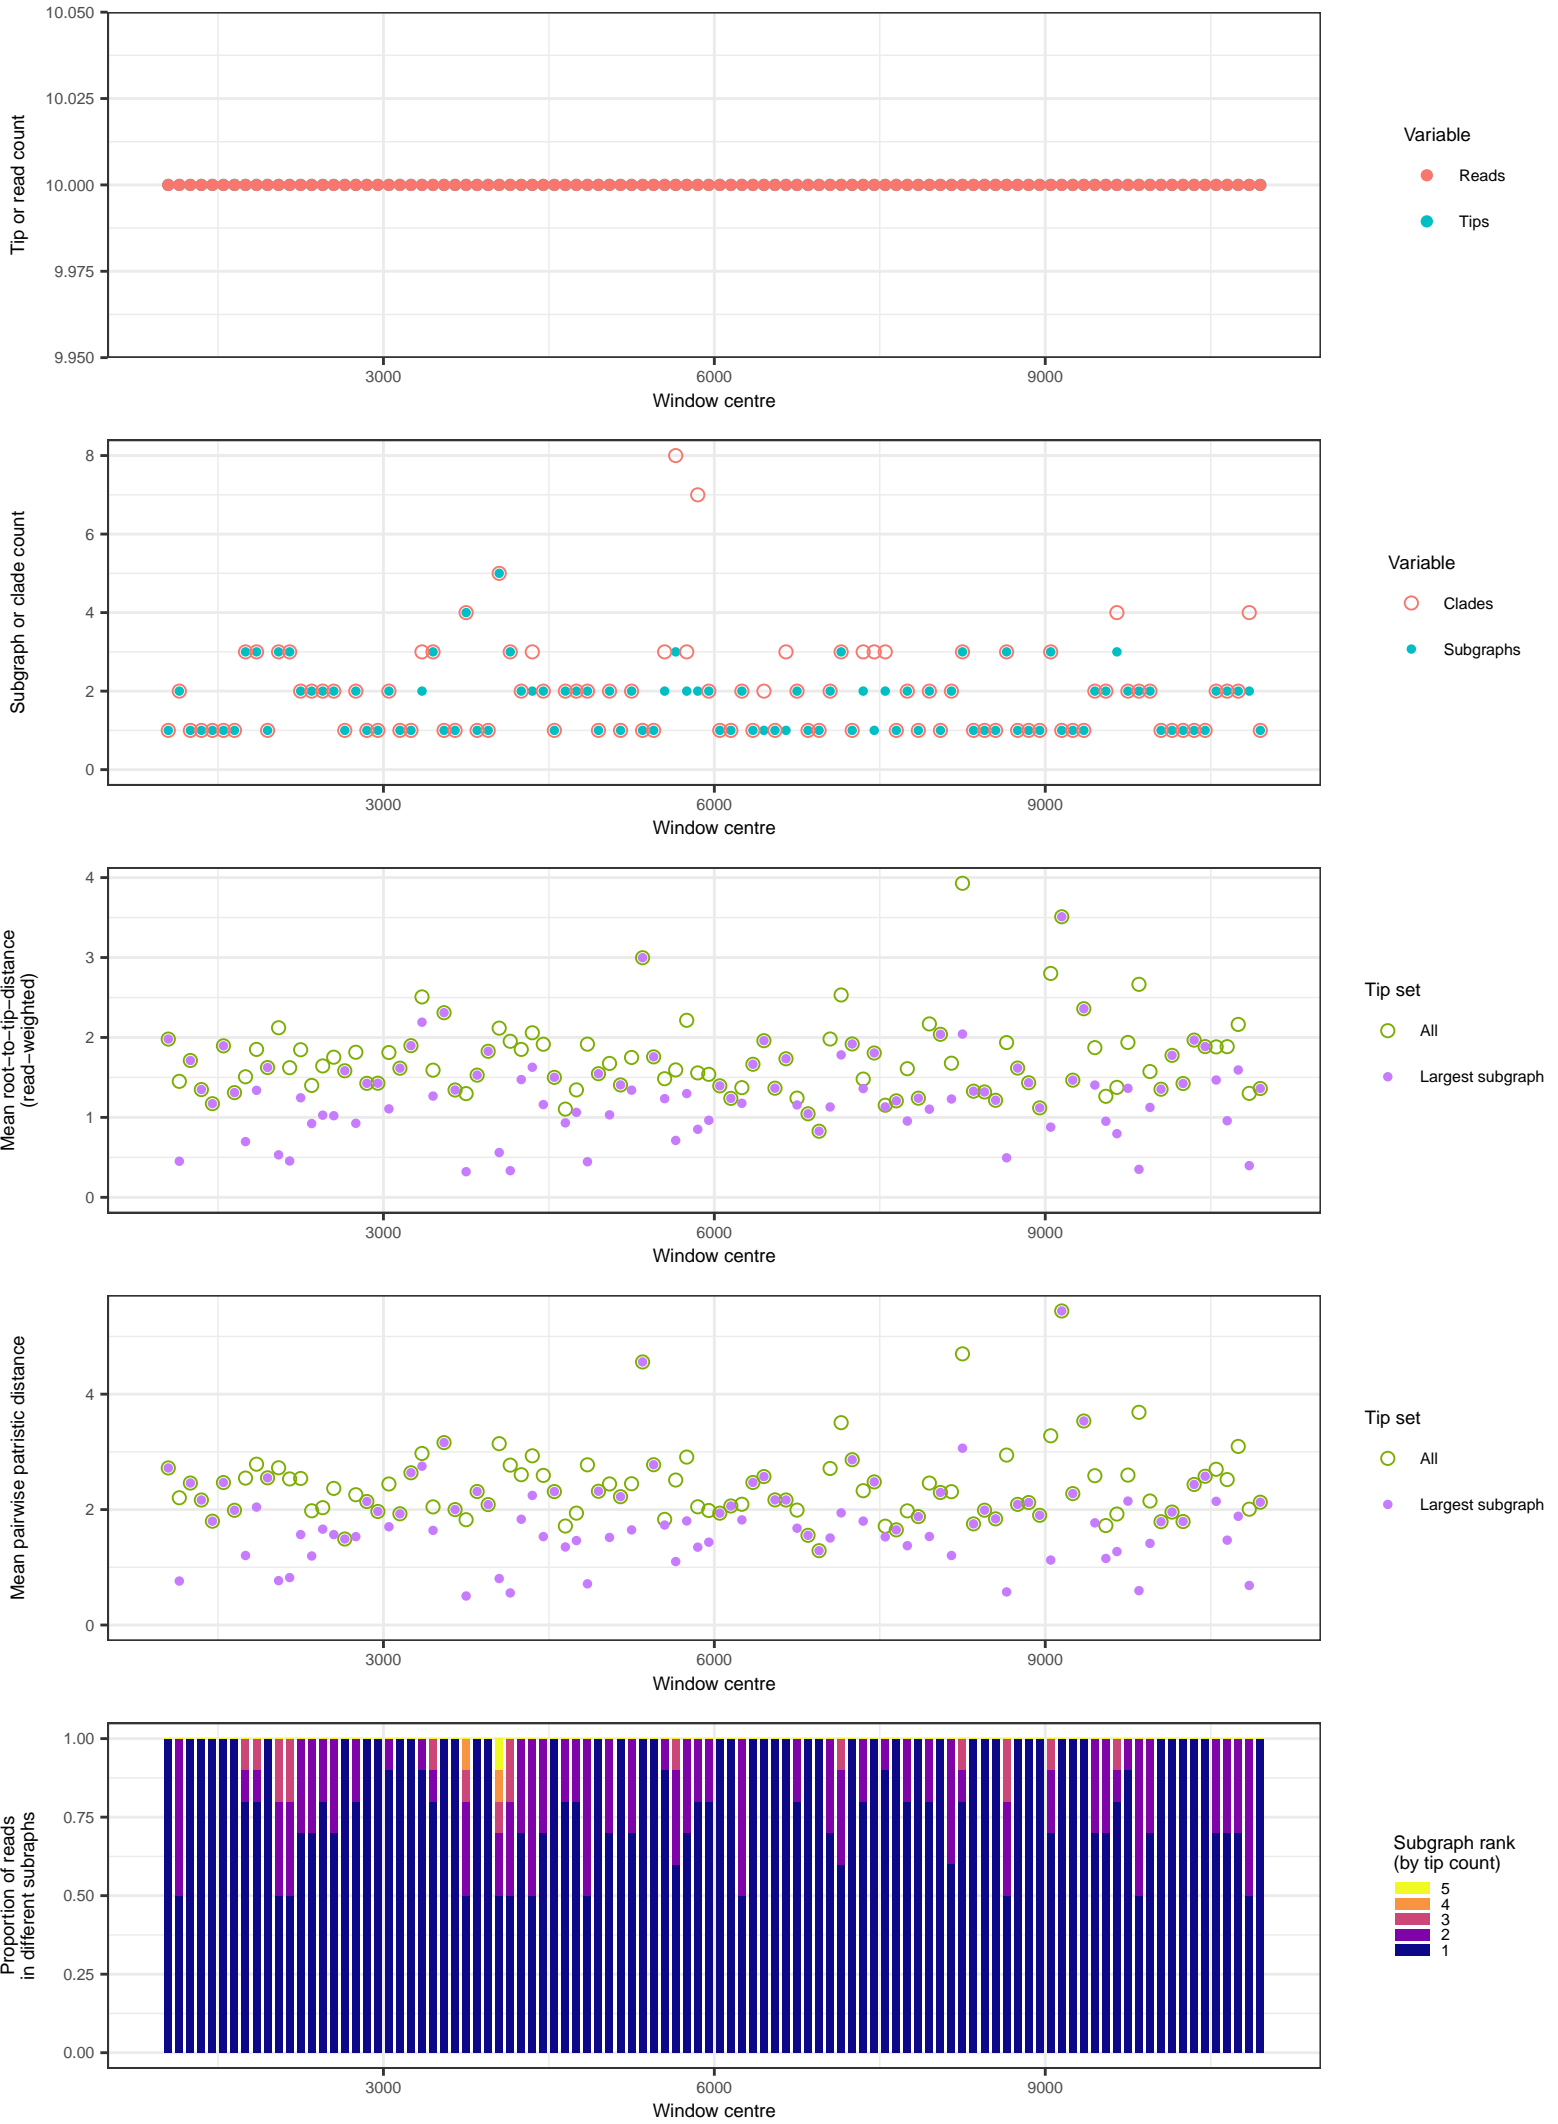 10.050
10.025
10.000
9.975
9.950
Tip or read count
3000 6000 9000
Window centre
Variable
Reads
Tips
8
6
4
2
0
Subgraph or clade count
3000 6000 9000
Window centre
Variable
Clades
Subgraphs
4
3
2
1
0
Mean root−to−tip−distance
(read−weighted)
3000 6000 9000
Window centre
Tip set
All
Largest subgraph
4
2
0
Mean pairwise patristic distance
3000 6000 9000
Window centre
Tip set
All
Largest subgraph
1.00
0.75
0.50
0.25
0.00
Proportion of reads
in different subraphs
3000 6000 9000
Window centre
Subgraph rank
(by tip count)
5
4
3
2
1